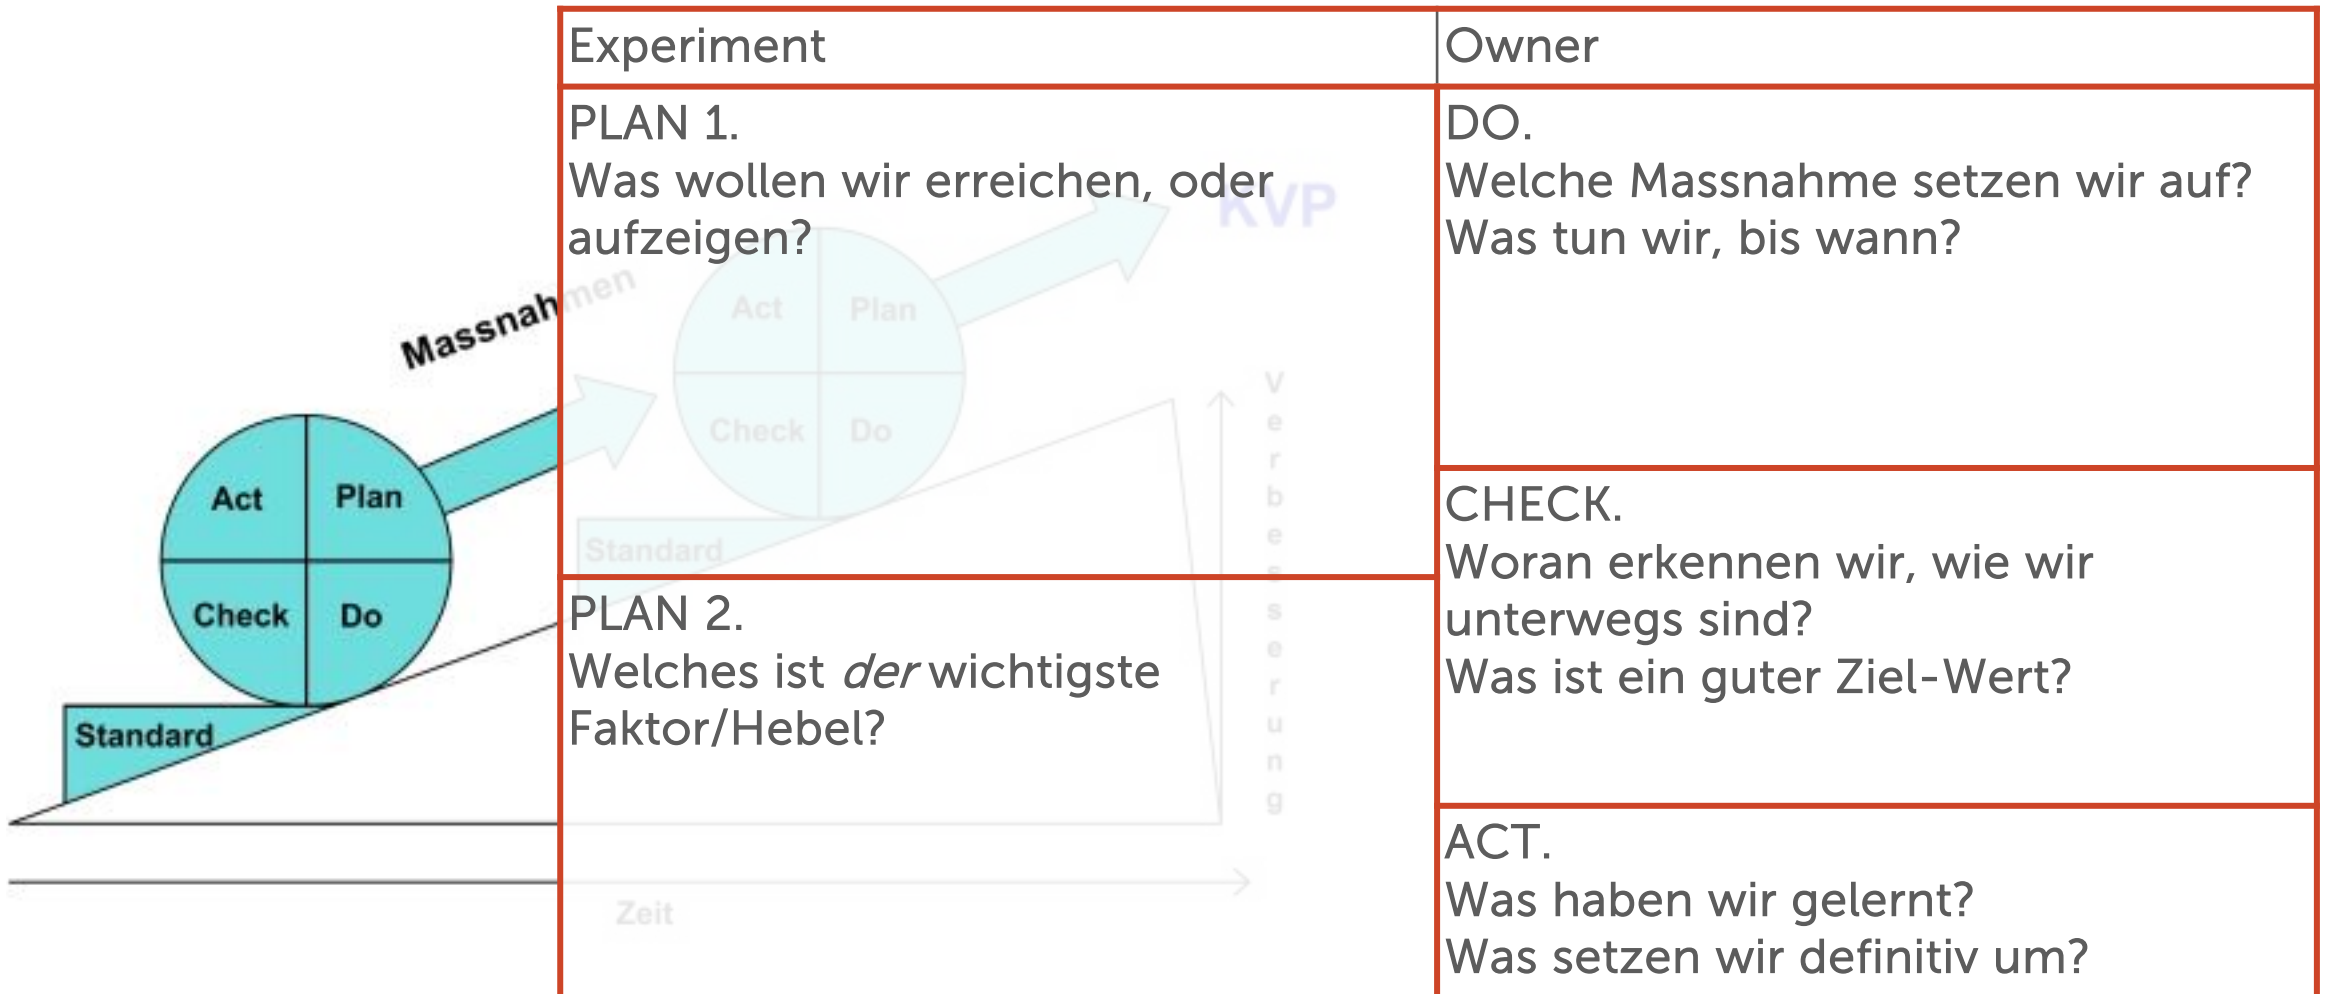 Experiment
Owner
PLAN 1.
Was wollen wir erreichen, oder
aufzeigen?
DO.
Welche Massnahme setzen wir auf?
Was tun wir, bis wann?
KVP
Massnahmen
Act
Plan
Check
Do
Standard
Verbesserung
Act
Plan
Check
Do
Standard
CHECK.
Woran erkennen wir, wie wir
unterwegs sind?
Was ist ein guter Ziel-Wert?
PLAN 2.
Welches ist der wichtigste
Faktor/Hebel?
ACT.
Was haben wir gelernt?
Was setzen wir definitiv um?
Zeit